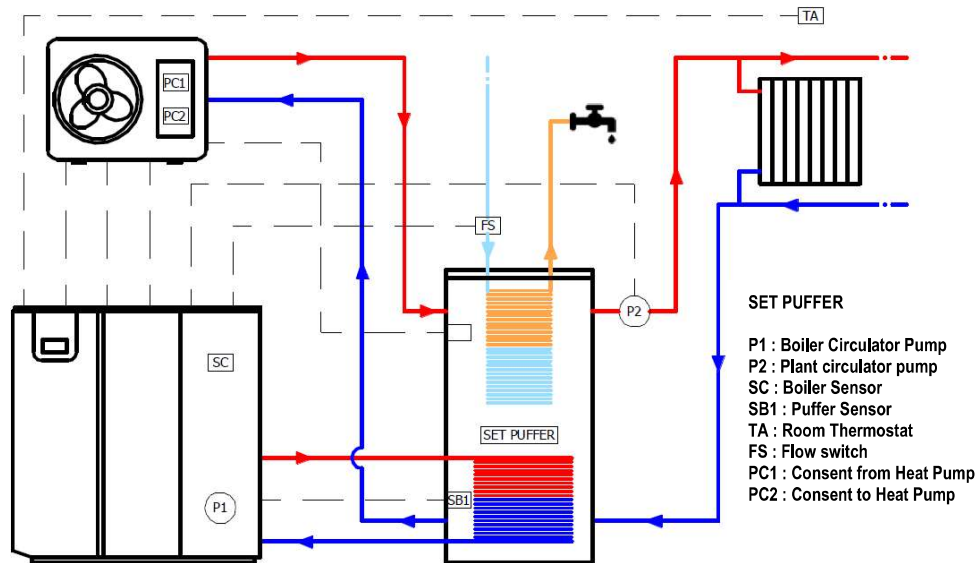 TA
PC1
PC2
FS
P2
SC
SET PUFFER
SB1
P1
SET PUFFER
P1 : Boiler Circulator Pump
P2 : Plant circulator pump
SC : Boiler Sensor
SB1 : Puffer Sensor
TA : Room Thermostat
FS : Flow switch
PC1 : Consent from Heat Pump
PC2 : Consent to Heat Pump